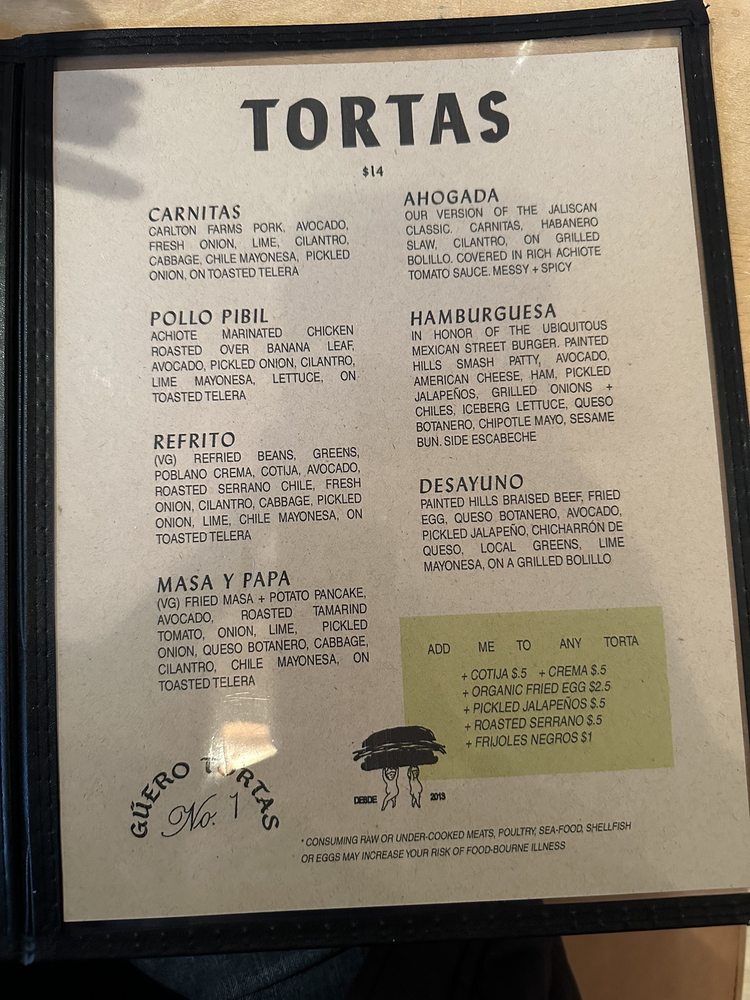 TORTAS
$14
CARNITAS
CARLTON FARMS PORK, AVOCADO,
FRESH ONION, LIME, CILANTRO,
CABBAGE, CHILE MAYONESA, PICKLED
ONION, ON TOASTED TELERA
POLLO PIBIL
ACHIOTE MARINATED CHICKEN
ROASTED OVER BANANA LEAF,
AVOCADO, PICKLED ONION, CILANTRO,
LIME MAYONESA, LETTUCE, ON
TOASTED TELERA
REFRITO
(VG) REFRIED BEANS, GREENS,
POBLANO CREMA, COTIJA, AVOCADO,
ROASTED SERRANO CHILE, FRESH
ONION, CILANTRO, CABBAGE, PICKLED
ONION, LIME, CHILE MAYONESA, ON
TOASTED TELERA
MASA Y PAPA
(VG) FRIED MASA + POTATO PANCAKE,
AVOCADO, ROASTED TAMARIND
TOMATO, ONION, LIME, PICKLED
ONION, QUESO BOTANERO, CABBAGE,
CILANTRO, CHILE MAYONESA, ON
TOASTED TELERA
AHOGADA
OUR VERSION OF THE JALISCAN
CLASSIC. CARNITAS, HABANERO
SLAW, CILANTRO, ON GRILLED
BOLILLO. COVERED IN RICH ACHIOTE
TOMATO SAUCE. MESSY + SPICY
HAMBURGUESA
IN HONOR OF THE UBIQUITOUS
MEXICAN STREET BURGER. PAINTED
HILLS SMASH PATTY, AVOCADO,
AMERICAN CHEESE, HAM, PICKLED
JALAPEÑOS, GRILLED ONIONS +
CHILES, ICEBERG LETTUCE, QUESO
BOTANERO, CHIPOTLE MAYO, SESAME
BUN. SIDE ESCABECHE
DESAYUNO
PAINTED HILLS BRAISED BEEF, FRIED
EGG, QUESO BOTANERO, AVOCADO,
PICKLED JALAPEÑO, CHICHARRÓN DE
QUESO, LOCAL GREENS, LIME
MAYONESA, ON A GRILLED BOLILLO
ADD ME TO ANY TORTA
+ COTIJA $.5 + CREMA $.5
+ ORGANIC FRIED EGG $2.5
+ PICKLED JALAPEÑOS $.5
+ ROASTED SERRANO $.5
+ FRIJOLES NEGROS $1
GÜERO TORTAS
No. 1
DESDE 2013
* CONSUMING RAW OR UNDER-COOKED MEATS, POULTRY, SEA-FOOD, SHELLFISH
OR EGGS MAY INCREASE YOUR RISK OF FOOD-BOURNE ILLNESS